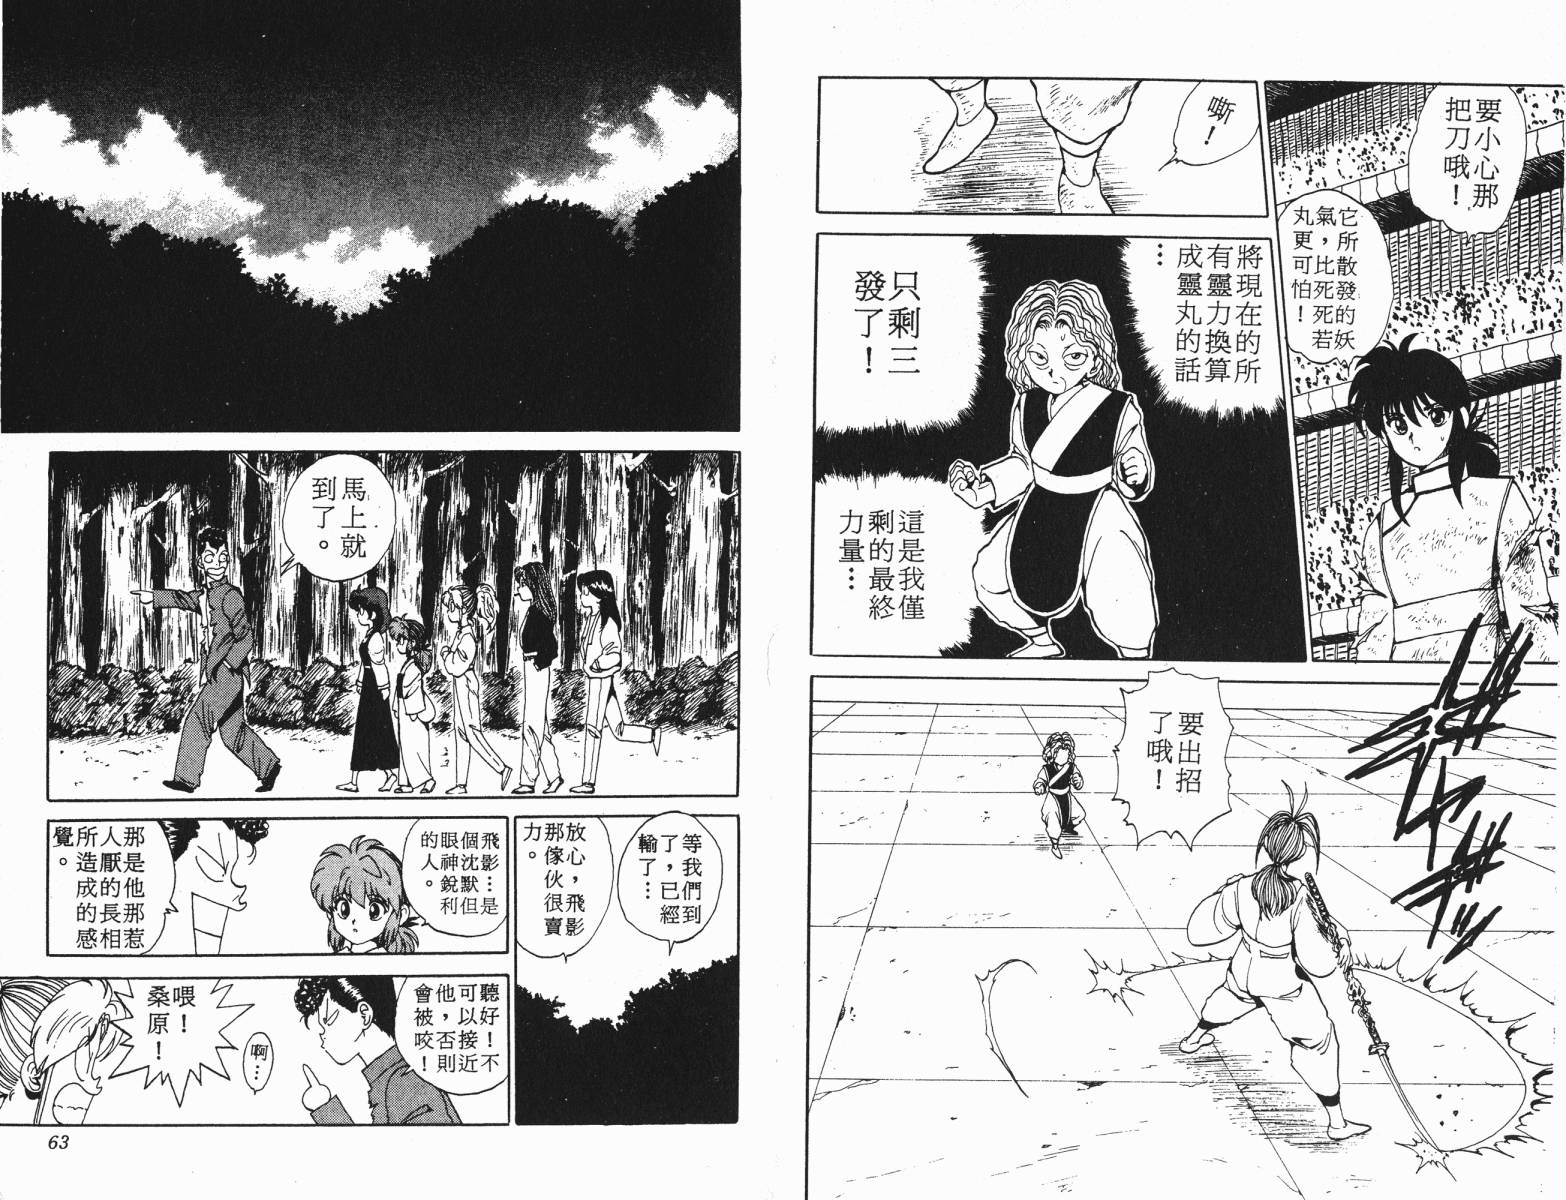 要小心那
把刀哦！
它所散發的妖
氣，比死死若
丸更可怕！
嘶！
將現在的所
有靈力換算
成靈丸的話
…
只剩三
發了！
這是我僅
剩的最終
力量…
要出招
了哦！
馬上就
到了。
等我們到
了，已經
輸了…
放心，飛影
那傢伙很賣
力。
飛影…是
個沈默但
眼神銳利
的人。
那是他那惹
人厭的長相
所造成的感
覺。
聽好！不
可以接近
他，否則
會被咬！
啊…
喂！
桑原！
！
63